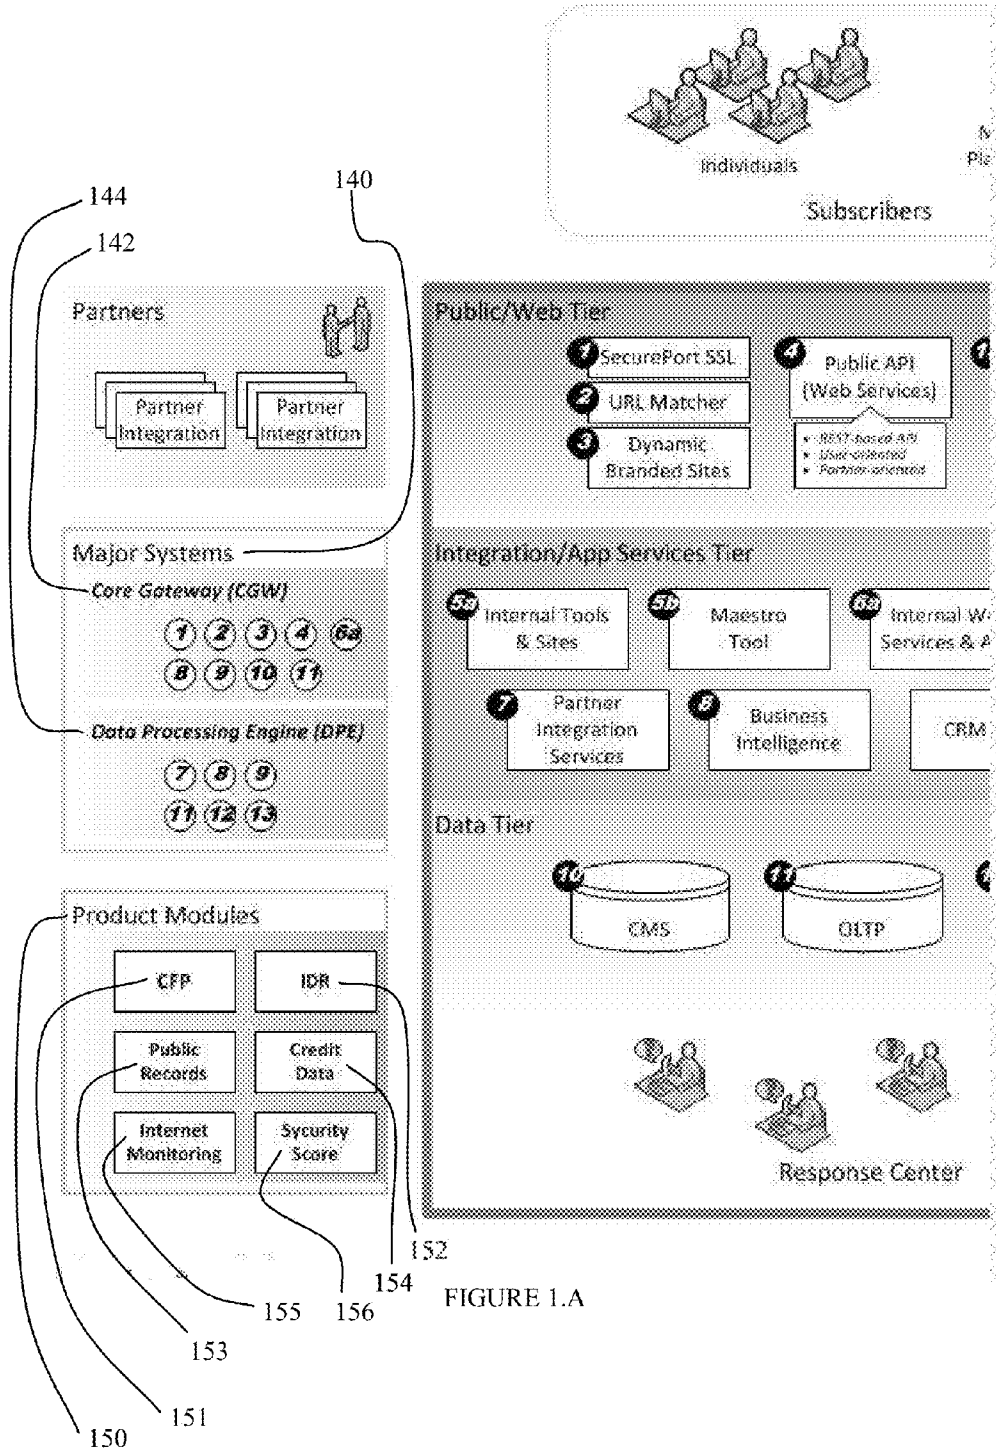 Individuals
Subscribers
140
144
142
Partners
Partner
Integration
Partner
Integration
Public/Web Tier
1
SecurePort SSL
2
URL Matcher
3
Dynamic
Branded Sites
4
Public API
(Web Services)
• REST-based API
• User-oriented
• Partner-oriented
Major Systems
Core Gateway (CGW)
1 2 3 4 6a
8 9 10 11
Data Processing Engine (DPE)
7 8 9
11 12 13
Integration/App Services Tier
5a
Internal Tools
& Sites
5b
Maestro
Tool
6a
Internal
Services &
7
Partner
Integration
Services
8
Business
Intelligence
CRM
Data Tier
10
CMS
11
OLTP
Product Modules
CFP
IDR
Public
Records
Credit
Data
Internet
Monitoring
Sycurity
Score
Response Center
152
154
155
156
FIGURE 1.A
153
151
150